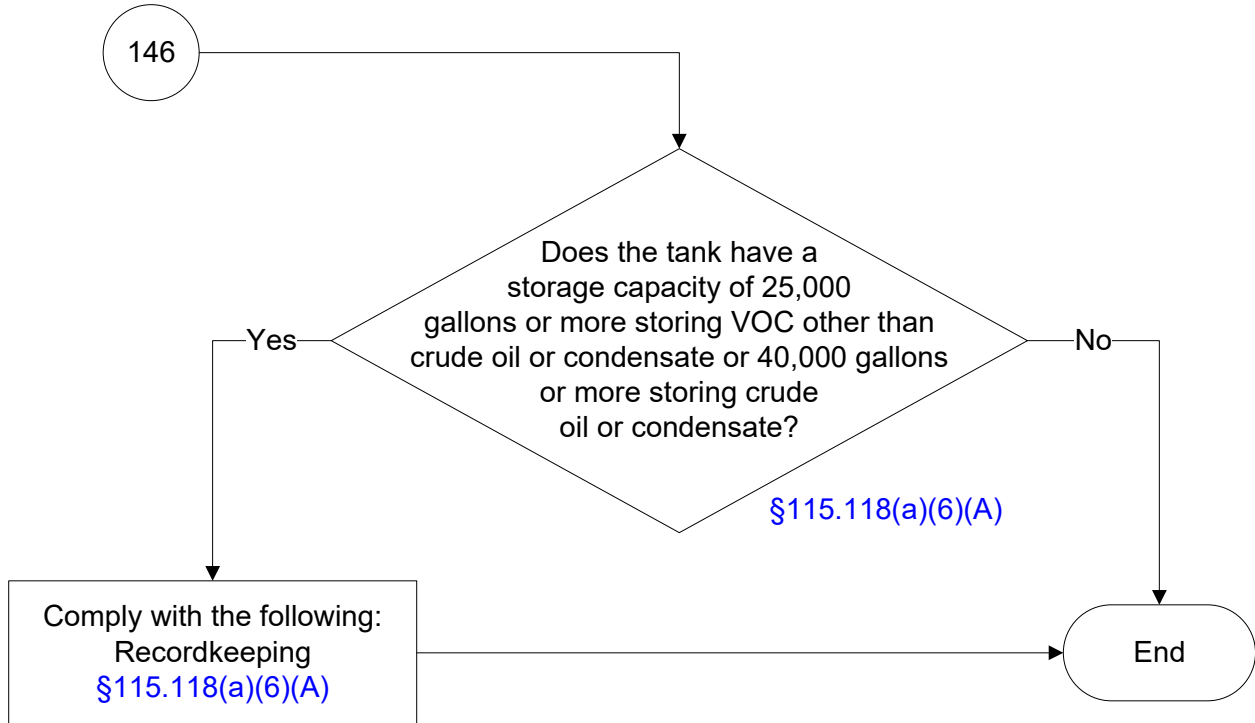 146
Does the tank have a
storage capacity of 25,000
gallons or more storing VOC other than
crude oil or condensate or 40,000 gallons
or more storing crude
oil or condensate?
Yes
No
§115.118(a)(6)(A)
Comply with the following:
Recordkeeping
§115.118(a)(6)(A)
End